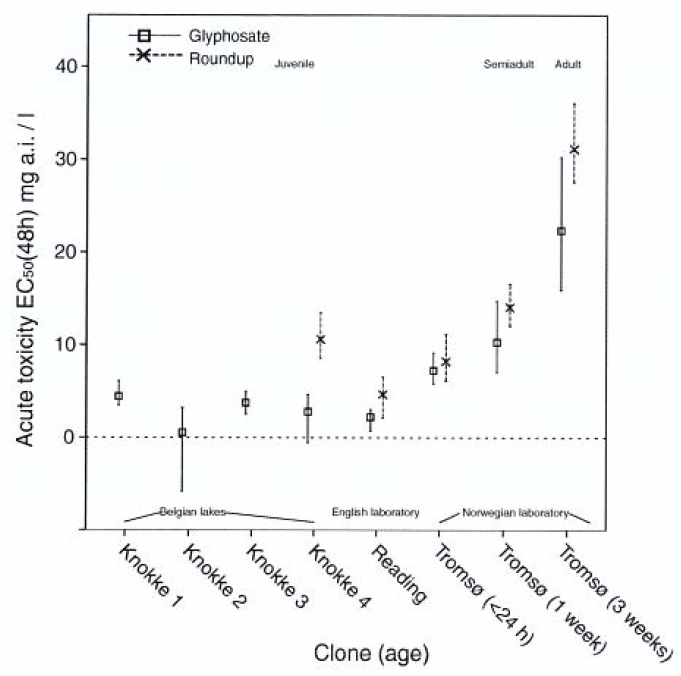 Glyphosate
Roundup
Juvenile
Semiadult
Adult
40
30
20
10
0
Acute toxicity EC50(48h) mg a.i. / l
Belgian lakes
English laboratory
Norwegian laboratory
Knokke 1
Knokke 2
Knokke 3
Knokke 4
Reading
Tromsø (<24 h)
Tromsø (1 week)
Tromsø (3 weeks)
Clone (age)